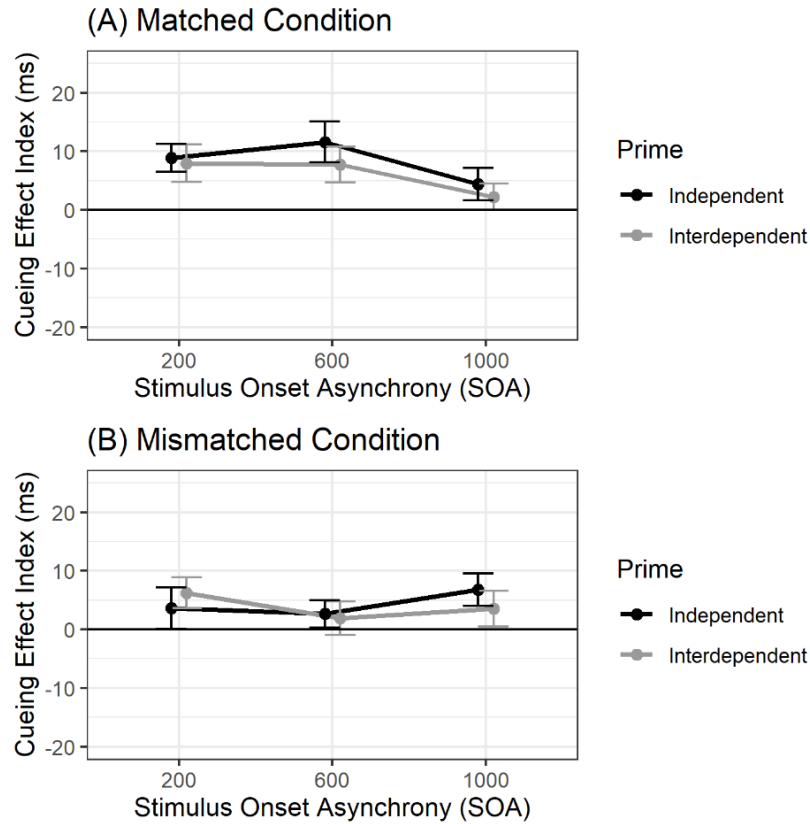 (A) Matched Condition
Cueing Effect Index (ms)
20
10
0
-10
-20
200 600 1000
Stimulus Onset Asynchrony (SOA)
Prime
Independent
Interdependent
(B) Mismatched Condition
Cueing Effect Index (ms)
20
10
0
-10
-20
200 600 1000
Stimulus Onset Asynchrony (SOA)
Prime
Independent
Interdependent